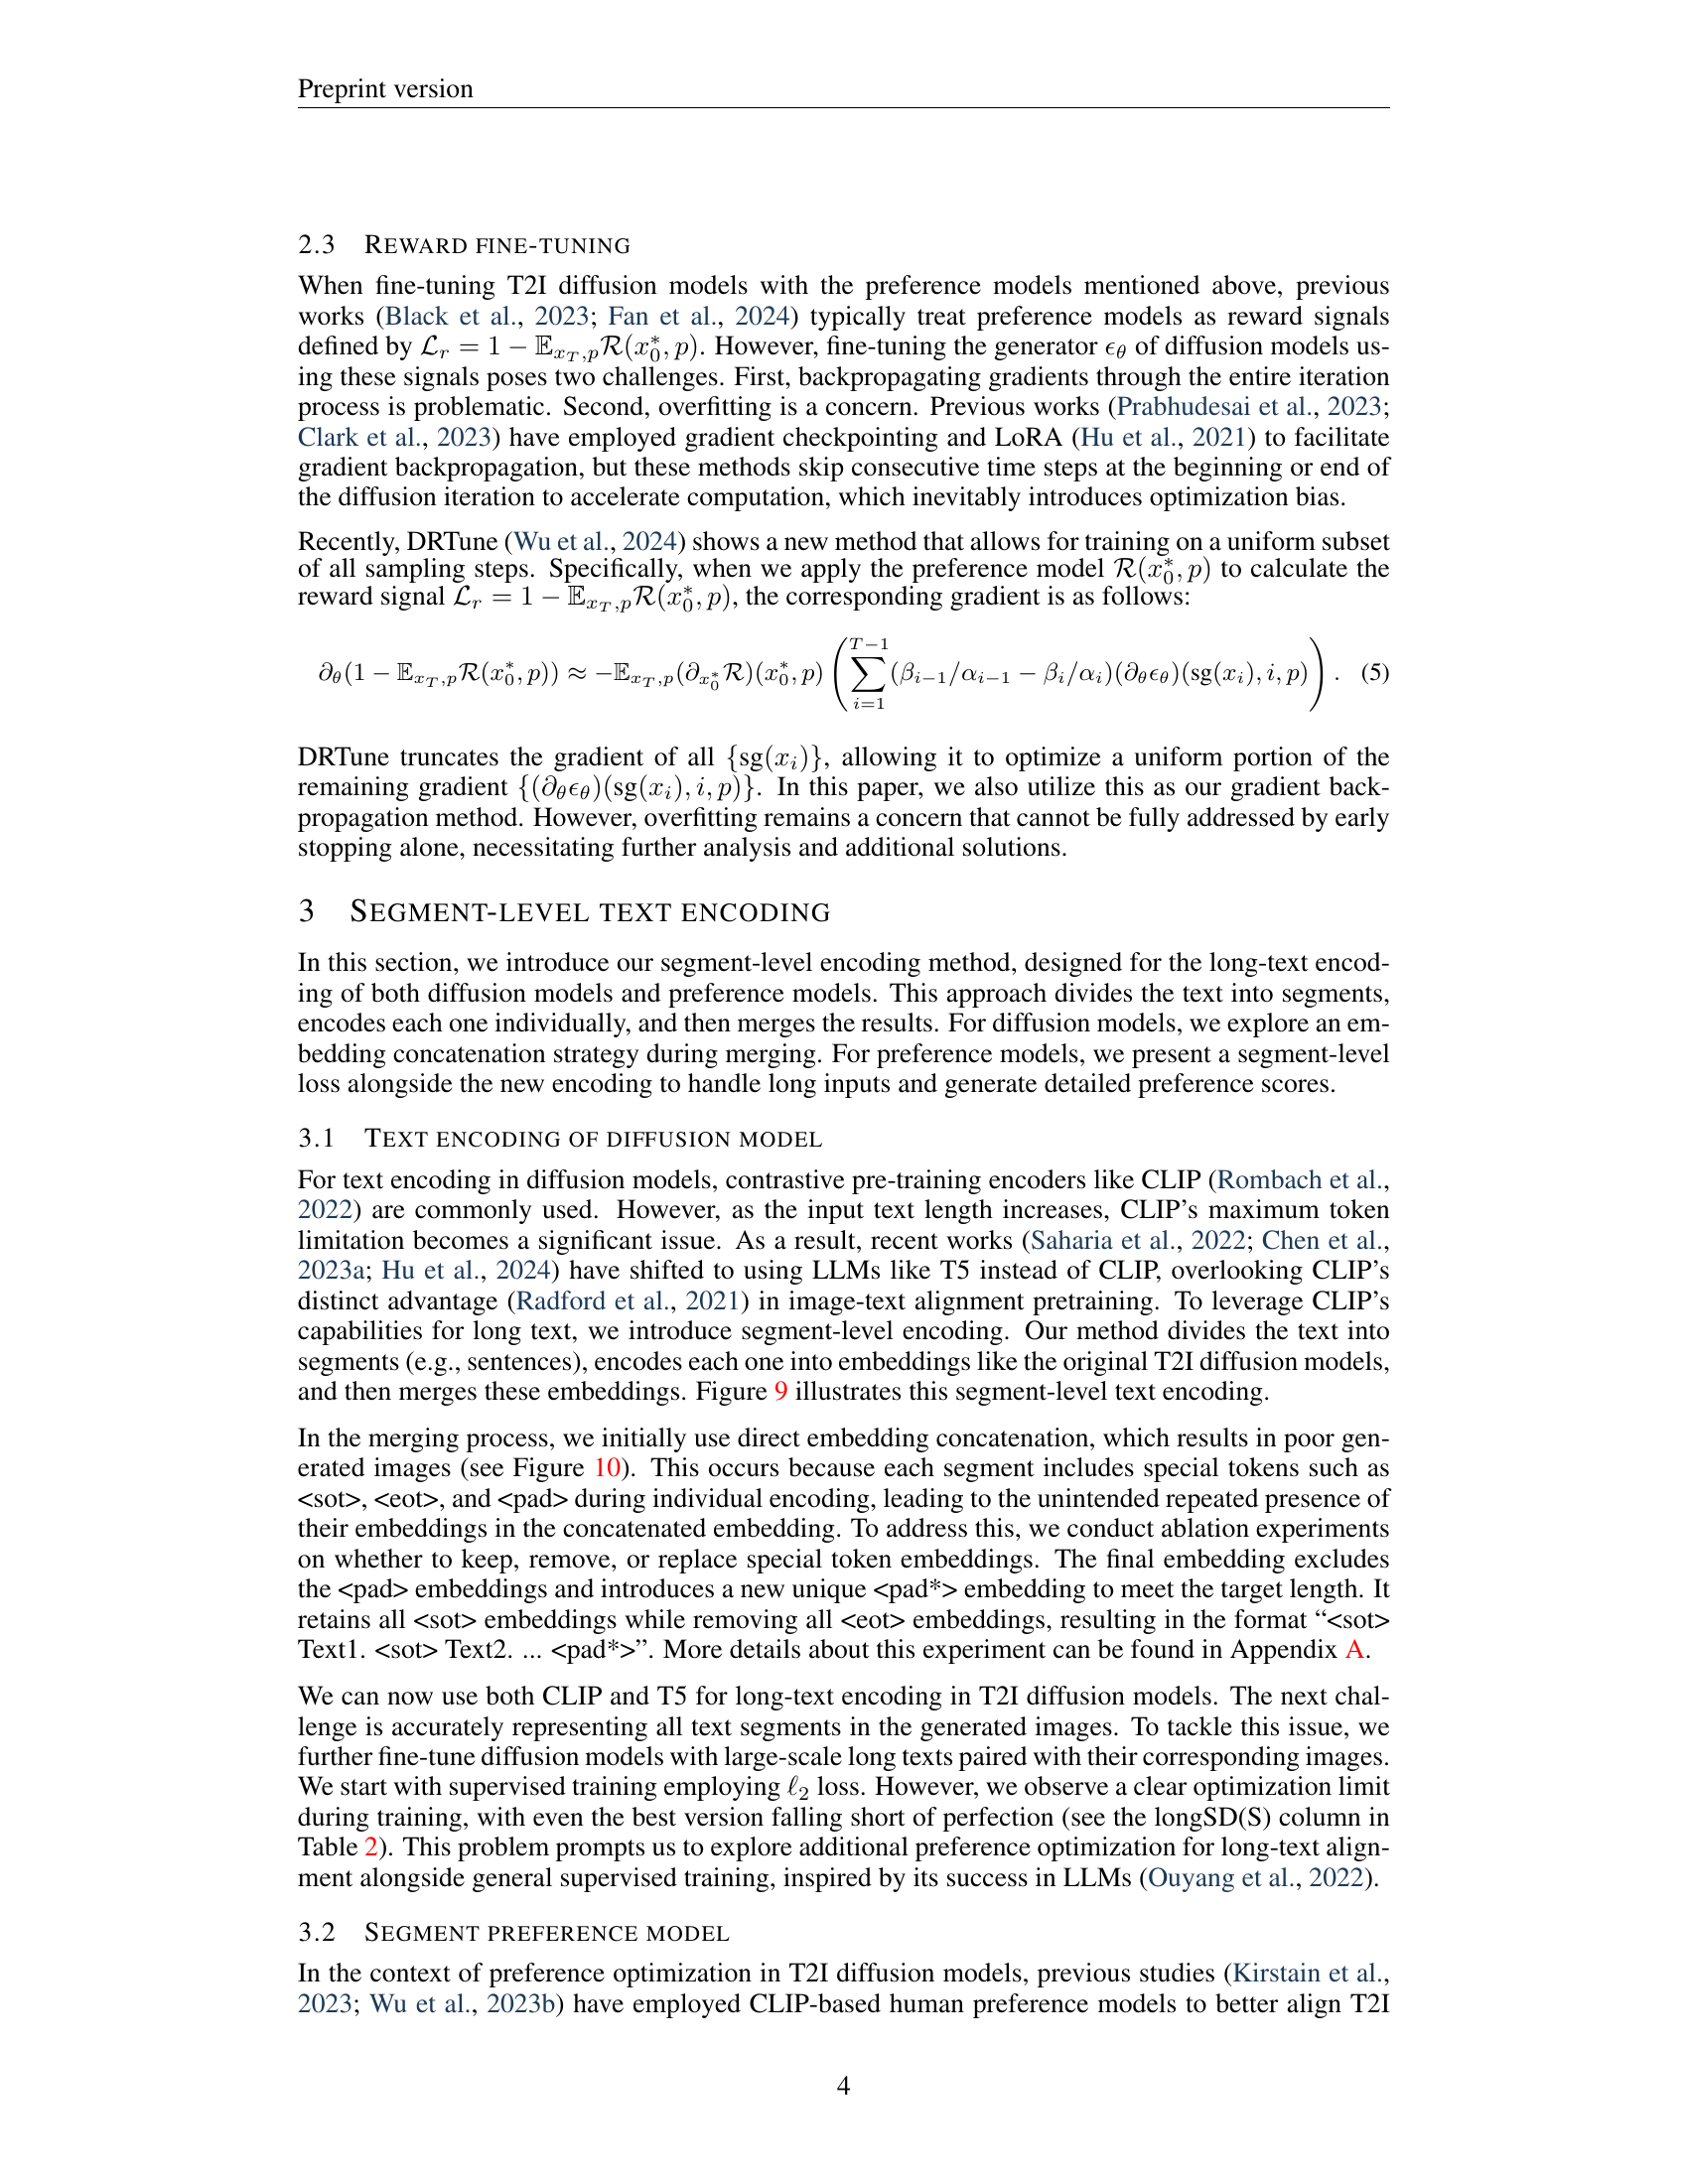 Preprint version
2.3 REWARD FINE-TUNING
When fine-tuning T2I diffusion models with the preference models mentioned above, previous
works (Black et al., 2023; Fan et al., 2024) typically treat preference models as reward signals
defined by $\mathcal{L}_r = 1 - \mathbb{E}_{x_T,p}\mathcal{R}(x_0^*, p)$. However, fine-tuning the generator $\epsilon_\theta$ of diffusion models us-
ing these signals poses two challenges. First, backpropagating gradients through the entire iteration
process is problematic. Second, overfitting is a concern. Previous works (Prabhudesai et al., 2023;
Clark et al., 2023) have employed gradient checkpointing and LoRA (Hu et al., 2021) to facilitate
gradient backpropagation, but these methods skip consecutive time steps at the beginning or end of
the diffusion iteration to accelerate computation, which inevitably introduces optimization bias.
Recently, DRTune (Wu et al., 2024) shows a new method that allows for training on a uniform subset
of all sampling steps. Specifically, when we apply the preference model $\mathcal{R}(x_0^*, p)$ to calculate the
reward signal $\mathcal{L}_r = 1 - \mathbb{E}_{x_T,p}\mathcal{R}(x_0^*, p)$, the corresponding gradient is as follows:
$\partial_\theta(1 - \mathbb{E}_{x_T,p}\mathcal{R}(x_0^*, p)) \approx -\mathbb{E}_{x_T,p}(\partial_{x_0^*}\mathcal{R})(x_0^*, p) \left( \sum_{i=1}^{T-1} (\beta_{i-1}/\alpha_{i-1} - \beta_i/\alpha_i)(\partial_\theta\epsilon_\theta)(\text{sg}(x_i), i, p) \right).$ (5)
DRTune truncates the gradient of all $\{\text{sg}(x_i)\}$, allowing it to optimize a uniform portion of the
remaining gradient $\{(\partial_\theta\epsilon_\theta)(\text{sg}(x_i), i, p)\}$. In this paper, we also utilize this as our gradient back-
propagation method. However, overfitting remains a concern that cannot be fully addressed by early
stopping alone, necessitating further analysis and additional solutions.
3 SEGMENT-LEVEL TEXT ENCODING
In this section, we introduce our segment-level encoding method, designed for the long-text encod-
ing of both diffusion models and preference models. This approach divides the text into segments,
encodes each one individually, and then merges the results. For diffusion models, we explore an em-
bedding concatenation strategy during merging. For preference models, we present a segment-level
loss alongside the new encoding to handle long inputs and generate detailed preference scores.
3.1 TEXT ENCODING OF DIFFUSION MODEL
For text encoding in diffusion models, contrastive pre-training encoders like CLIP (Rombach et al.,
2022) are commonly used. However, as the input text length increases, CLIP's maximum token
limitation becomes a significant issue. As a result, recent works (Saharia et al., 2022; Chen et al.,
2023a; Hu et al., 2024) have shifted to using LLMs like T5 instead of CLIP, overlooking CLIP's
distinct advantage (Radford et al., 2021) in image-text alignment pretraining. To leverage CLIP's
capabilities for long text, we introduce segment-level encoding. Our method divides the text into
segments (e.g., sentences), encodes each one into embeddings like the original T2I diffusion models,
and then merges these embeddings. Figure 9 illustrates this segment-level text encoding.
In the merging process, we initially use direct embedding concatenation, which results in poor gen-
erated images (see Figure 10). This occurs because each segment includes special tokens such as
<sot>, <eot>, and <pad> during individual encoding, leading to the unintended repeated presence of
their embeddings in the concatenated embedding. To address this, we conduct ablation experiments
on whether to keep, remove, or replace special token embeddings. The final embedding excludes
the <pad> embeddings and introduces a new unique <pad*> embedding to meet the target length. It
retains all <sot> embeddings while removing all <eot> embeddings, resulting in the format “<sot>
Text1. <sot> Text2. ... <pad*>”. More details about this experiment can be found in Appendix A.
We can now use both CLIP and T5 for long-text encoding in T2I diffusion models. The next chal-
lenge is accurately representing all text segments in the generated images. To tackle this issue, we
further fine-tune diffusion models with large-scale long texts paired with their corresponding images.
We start with supervised training employing $\ell_2$ loss. However, we observe a clear optimization limit
during training, with even the best version falling short of perfection (see the longSD(S) column in
Table 2). This problem prompts us to explore additional preference optimization for long-text align-
ment alongside general supervised training, inspired by its success in LLMs (Ouyang et al., 2022).
3.2 SEGMENT PREFERENCE MODEL
In the context of preference optimization in T2I diffusion models, previous studies (Kirstain et al.,
2023; Wu et al., 2023b) have employed CLIP-based human preference models to better align T2I
4